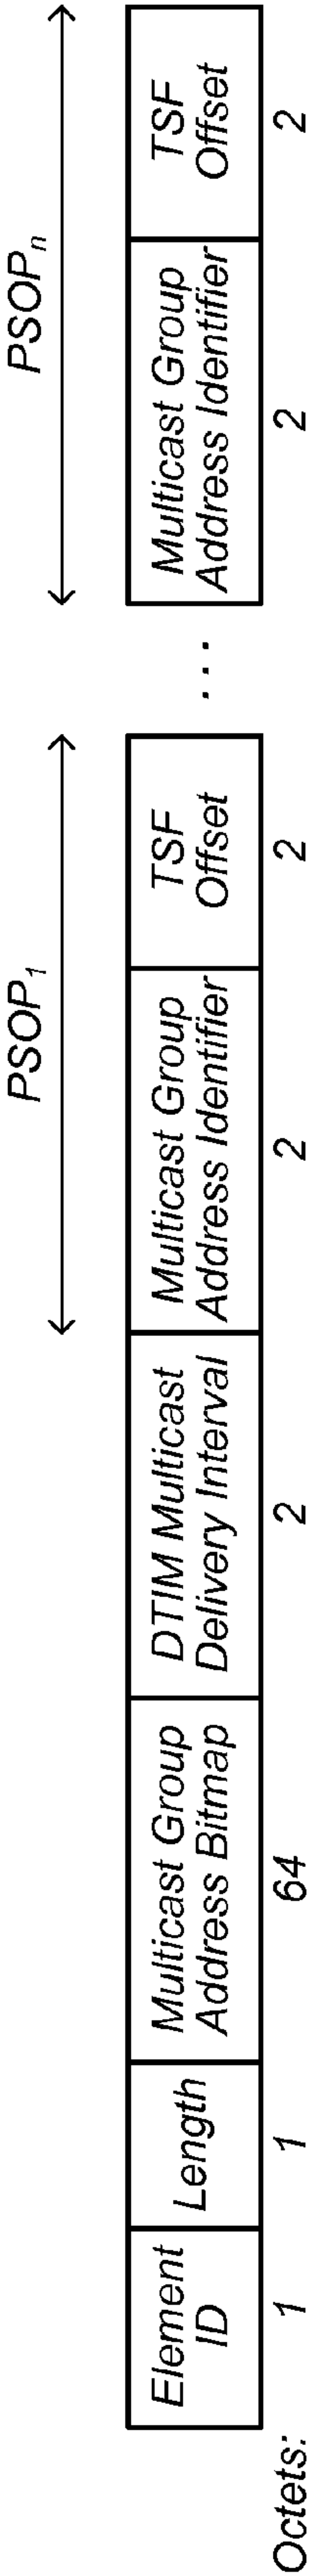 PSOP1
PSOPn
Element
ID
Length
Multicast Group
Address Bitmap
DTIM Multicast
Delivery Interval
Multicast Group
Address Identifier
TSF
Offset
...
Multicast Group
Address Identifier
TSF
Offset
Octets: 1 1 64 2 2 2 2 2